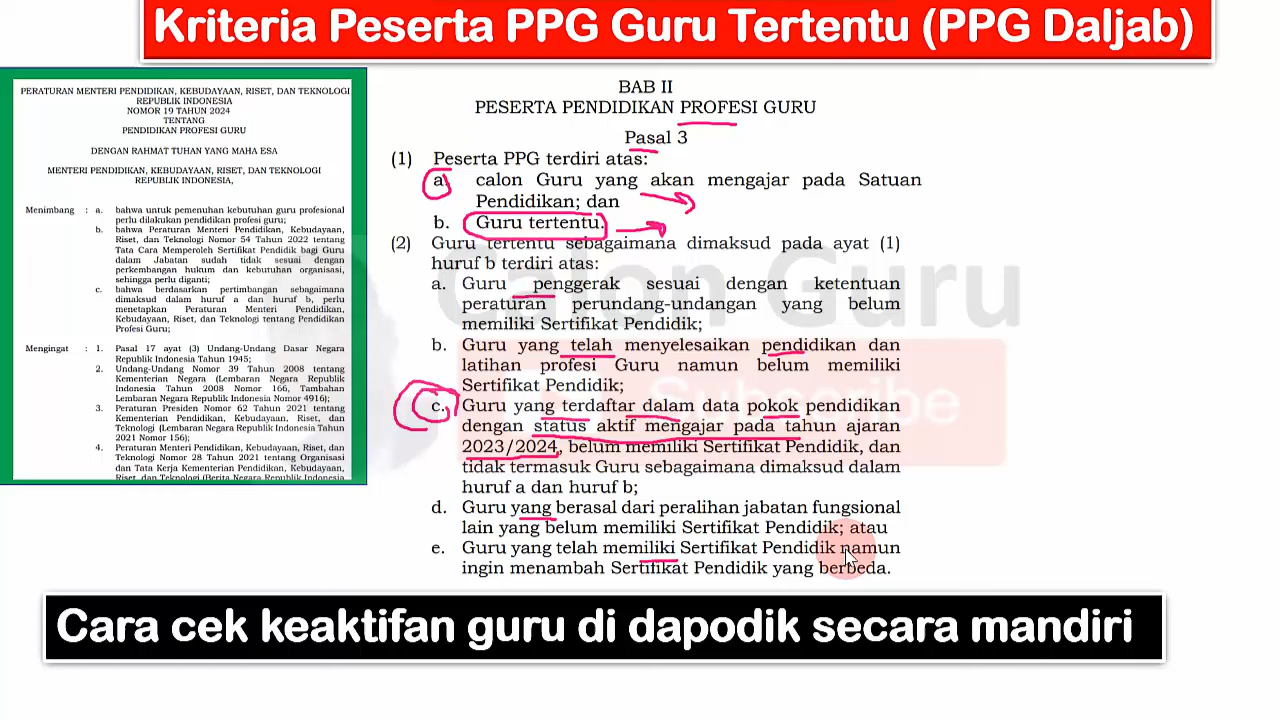 Kriteria Peserta PPG Guru Tertentu (PPG Daljab)
PERATURAN MENTERI PENDIDIKAN, KEBUDAYAAN, RISET, DAN TEKNOLOGI
REPUBLIK INDONESIA
NOMOR 19 TAHUN 2024
TENTANG
PENDIDIKAN PROFESI GURU
DENGAN RAHMAT TUHAN YANG MAHA ESA
MENTERI PENDIDIKAN, KEBUDAYAAN, RISET, DAN TEKNOLOGI
REPUBLIK INDONESIA,
Menimbang : a. bahwa untuk pemenuhan kebutuhan guru profesional
perlu dilakukan pendidikan profesi guru;
b. bahwa Peraturan Menteri Pendidikan, Kebudayaan,
Riset, dan Teknologi Nomor 54 Tahun 2022 tentang
Tata Cara Memperoleh Sertifikat Pendidik bagi Guru
dalam Jabatan sudah tidak sesuai dengan
perkembangan hukum dan kebutuhan organisasi,
sehingga perlu diganti;
c. bahwa berdasarkan pertimbangan sebagaimana
dimaksud dalam huruf a dan huruf b, perlu
menetapkan Peraturan Menteri Pendidikan,
Kebudayaan, Riset, dan Teknologi tentang Pendidikan
Profesi Guru;
Mengingat : 1. Pasal 17 ayat (3) Undang-Undang Dasar Negara
Republik Indonesia Tahun 1945;
2. Undang-Undang Nomor 39 Tahun 2008 tentang
Kementerian Negara (Lembaran Negara Republik
Indonesia Tahun 2008 Nomor 166, Tambahan
Lembaran Negara Republik Indonesia Nomor 4916);
3. Peraturan Presiden Nomor 62 Tahun 2021 tentang
Kementerian Pendidikan, Kebudayaan, Riset, dan
Teknologi (Lembaran Negara Republik Indonesia Tahun
2021 Nomor 156);
4. Peraturan Menteri Pendidikan, Kebudayaan, Riset, dan
Teknologi Nomor 28 Tahun 2021 tentang Organisasi
dan Tata Kerja Kementerian Pendidikan, Kebudayaan,
Riset, dan Teknologi (Berita Negara Republik Indonesia
BAB II
PESERTA PENDIDIKAN PROFESI GURU
Pasal 3
(1) Peserta PPG terdiri atas:
a. calon Guru yang akan mengajar pada Satuan
Pendidikan; dan
b. Guru tertentu.
(2) Guru tertentu sebagaimana dimaksud pada ayat (1)
huruf b terdiri atas:
a. Guru penggerak sesuai dengan ketentuan
peraturan perundang-undangan yang belum
memiliki Sertifikat Pendidik;
b. Guru yang telah menyelesaikan pendidikan dan
latihan profesi Guru namun belum memiliki
Sertifikat Pendidik;
c. Guru yang terdaftar dalam data pokok pendidikan
dengan status aktif mengajar pada tahun ajaran
2023/2024, belum memiliki Sertifikat Pendidik, dan
tidak termasuk Guru sebagaimana dimaksud dalam
huruf a dan huruf b;
d. Guru yang berasal dari peralihan jabatan fungsional
lain yang belum memiliki Sertifikat Pendidik; atau
e. Guru yang telah memiliki Sertifikat Pendidik namun
ingin menambah Sertifikat Pendidik yang berbeda.
Calon Guru
Subscribe
Cara cek keaktifan guru di dapodik secara mandiri